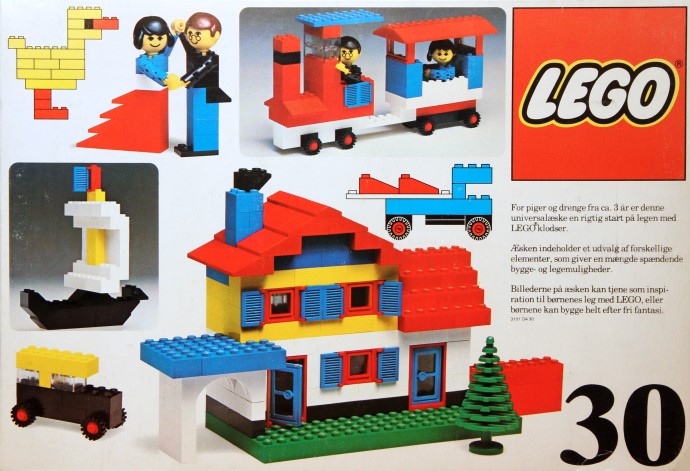 LEGO®
For piger og drenge fra ca. 3 år er denne
universalæske en rigtig start på legen med
LEGO® klodser.
Æsken indeholder et udvalg af forskellige
elementer, som giver en mængde spændende
bygge- og legemuligheder.
Billederne på æsken kan tjene som inspi-
ration til børnenes leg med LEGO, eller
børnene kan bygge helt efter fri fantasi.
30